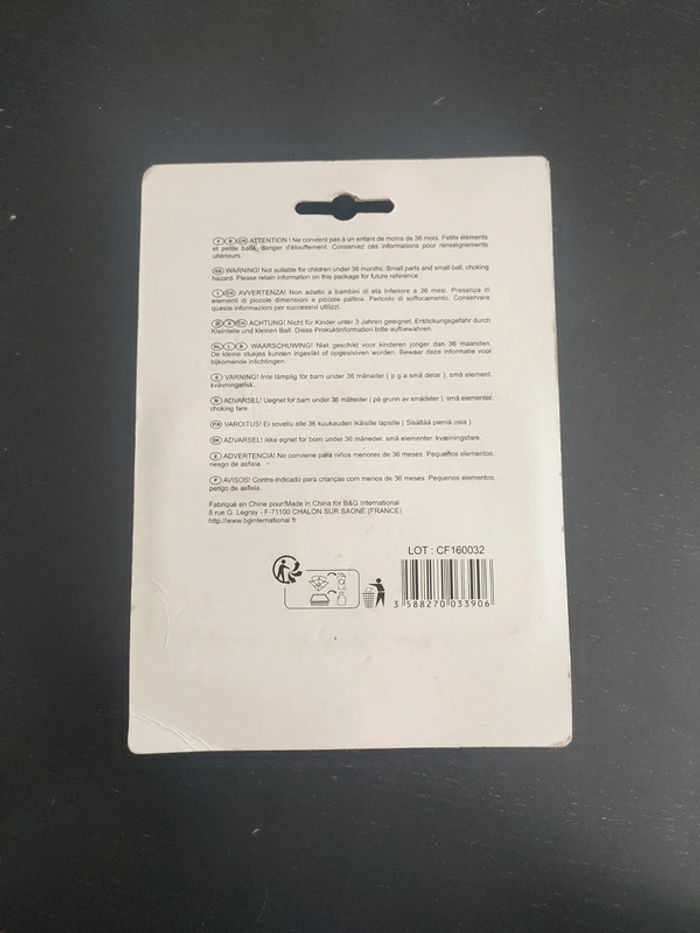 F B CH ATTENTION ! Ne convient pas à un enfant de moins de 36 mois. Petits éléments
et petite balle, danger d'étouffement. Conservez ces informations pour renseignements
ultérieurs.
GB WARNING! Not suitable for children under 36 months. Small parts and small ball, choking
hazard. Please retain information on this package for future reference.
I CH AVVERTENZA! Non adatto a bambini di età inferiore a 36 mesi. Presenza di
elementi di piccole dimensioni e piccole palline. Pericolo di soffocamento. Conservare
queste informazioni per successivi utilizzi.
D A CH ACHTUNG! Nicht für Kinder unter 3 Jahren geeignet. Erstickungsgefahr durch
Kleinteile und kleinen Ball. Diese Produktinformation bitte aufbewahren.
NL L B WAARSCHUWING! Niet geschikt voor kinderen jonger dan 36 maanden.
De kleine stukjes kunnen ingeslikt of opgesnoven worden. Bewaar deze informatie voor
bijkomende inlichtingen.
S VARNING! Inte lämplig för barn under 36 månader ( p g a små delar ). små element,
kvävningsrisk.
N ADVARSEL! Uegnet for barn under 36 måneder ( på grunn av smådeler ). små elementer,
choking fare.
FIN VAROITUS! Ei sovellu alle 36 kuukauden ikäisille lapsille ( Sisältää pieniä osia ).
DK ADVARSEL! Ikke egnet for born under 36 måneder. små elementer. kvælningsfare.
E ADVERTENCIA! No conviene para niños menores de 36 meses. Pequeños elementos.
riesgo de asfixia.
P AVISOS! Contra-indicado para crianças com menos de 36 meses. Pequenos elementos.
perigo de asfixia.
Fabriqué en Chine pour/Made in China for B&G International
8 rue G. Legray - F-71100 CHALON SUR SAONE (FRANCE)
http://www.bginternational.fr
LOT : CF160032
3 588270 033906